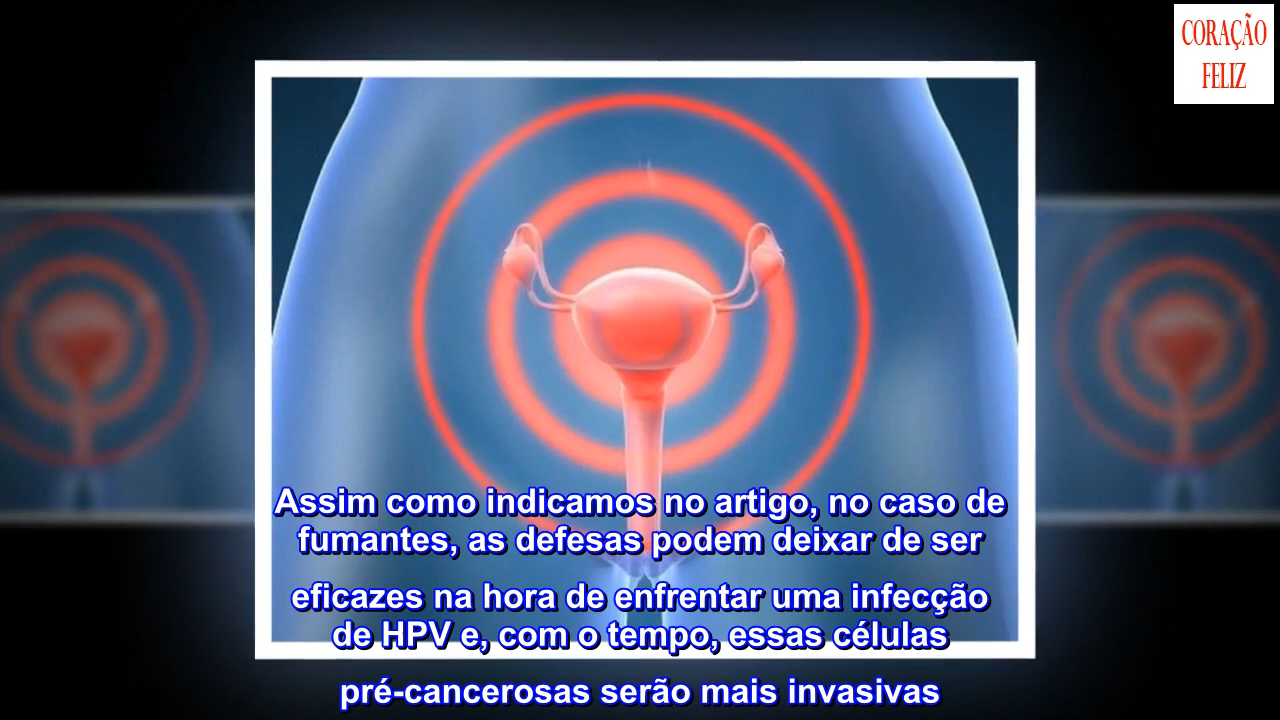 CORAÇÃO
FELIZ
Assim como indicamos no artigo, no caso de
fumantes, as defesas podem deixar de ser
eficazes na hora de enfrentar uma infecção
de HPV e, com o tempo, essas células
pré-cancerosas serão mais invasivas